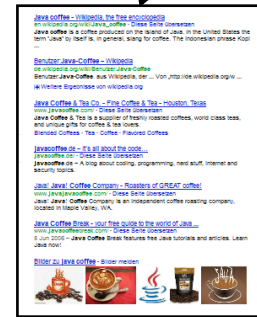 Java coffee - Wikipedia, the free encyclopedia
en.wikipedia.org/wiki/Java_coffee - Diese Seite übersetzen
Java coffee is a coffee produced on the island of Java. In the United States the
term "Java" by itself is, in general, slang for coffee. The Indonesian phrase Kopi
...
Benutzer:Java-Coffee – Wikipedia
de.wikipedia.org/wiki/Benutzer:Java-Coffee
Benutzer:Java-Coffee. aus Wikipedia, der ... Von „http://de.wikipedia.org/w ...
Weitere Ergebnisse von wikipedia.org
Java Coffee & Tea Co. - Fine Coffee & Tea - Houston, Texas
www.javacoffee.com/ - Diese Seite übersetzen
Java Coffee & Tea is a supplier of freshly roasted coffees, world class teas,
and unique gifts for coffee & tea lovers.
Blended Coffees - Tea - Coffee - Flavored Coffees
javacoffee.de – it's all about the code…
javacoffee.de/ - Diese Seite übersetzen
javacoffee.de – A blog about coding, programming, nerd stuff, internet and
security topics.
Java! Java! Coffee Company - Roasters of GREAT coffee!
www.javajavacoffee.com/ - Diese Seite übersetzen
Java! Java! Coffee Company is an independent coffee roasting company,
located in Maple Valley, WA.
Java Coffee Break - your free guide to the world of Java ...
www.javacoffeebreak.com/ - Diese Seite übersetzen
5 Jun 2006 – Java Coffee Break features free Java tutorials and articles. Learn
Java now!
Bilder zu java coffee - Bilder melden